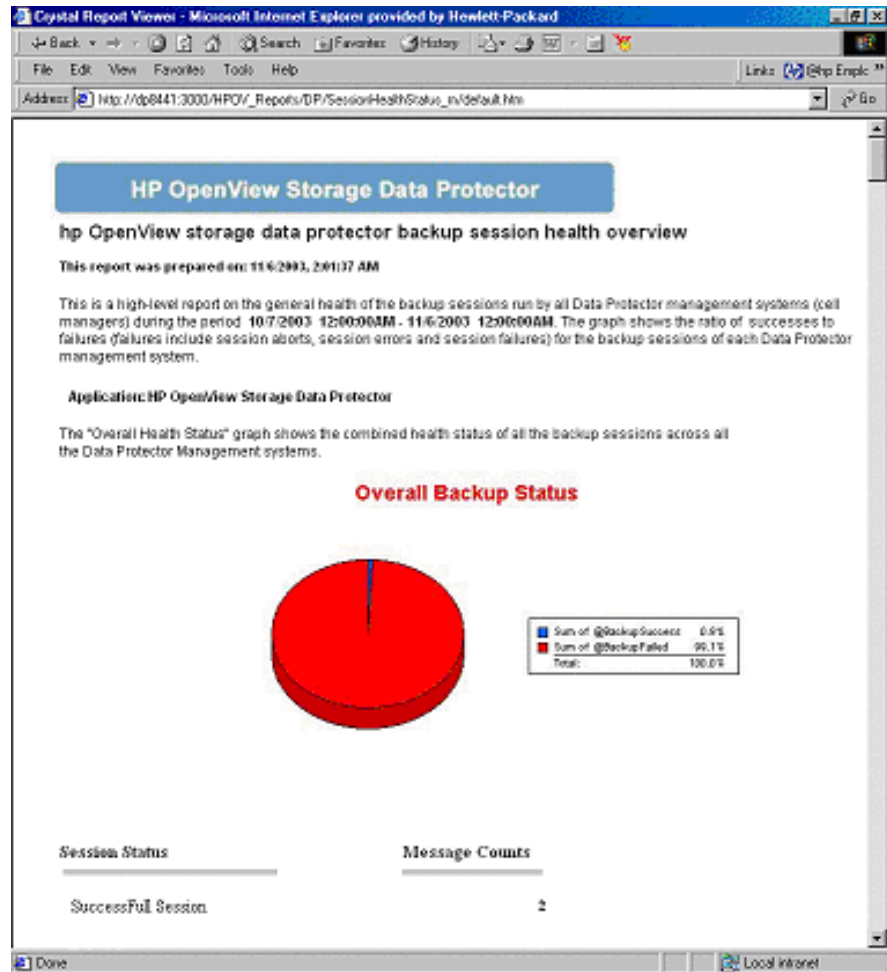 Crystal Report Viewer - Microsoft Internet Explorer provided by Hewlett-Packard
Back Search Favorites History
File Edit View Favorites Tools Help Links @hp Emplc »
Address http://dp8441:3000/HPOV_Reports/DP/SessionHealthStatus_m/default.htm Go
HP OpenView Storage Data Protector
hp OpenView storage data protector backup session health overview
This report was prepared on: 11/6/2003, 2:01:37 AM
This is a high-level report on the general health of the backup sessions run by all Data Protector management systems (cell
managers) during the period 10/7/2003 12:00:00AM - 11/6/2003 12:00:00AM. The graph shows the ratio of successes to
failures (failures include session aborts, session errors and session failures) for the backup sessions of each Data Protector
management system.
Application: HP OpenView Storage Data Protector
The "Overall Health Status" graph shows the combined health status of all the backup sessions across all
the Data Protector Management systems.
Overall Backup Status
Sum of @BackupSuccess 0.9%
Sum of @BackupFailed 99.1%
Total: 100.0%
Session Status Message Counts
SuccessFull Session 2
Done Local intranet